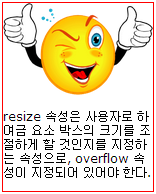 resize 속성은 사용자로 하
여금 요소 박스의 크기를 조
절하게 할 것인지를 지정하
는 속성으로, overflow 속
성이 지정되어 있어야 한다.